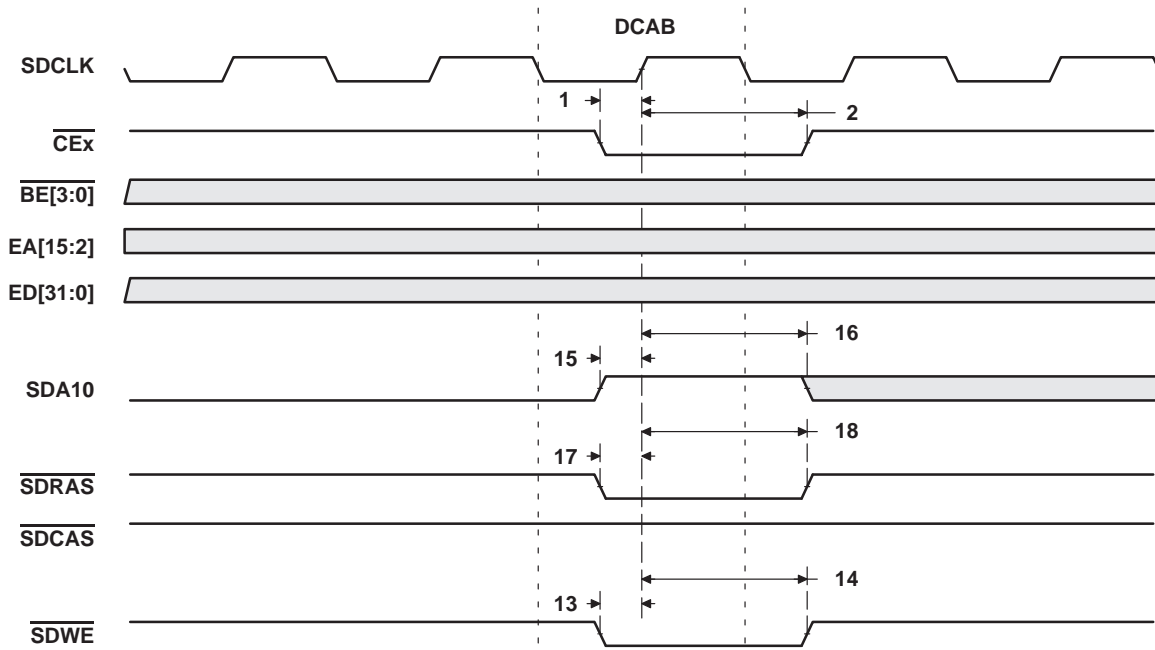 DCAB
SDCLK
1
2
CEx
BE[3:0]
EA[15:2]
ED[31:0]
16
15
SDA10
18
17
SDRAS
SDCAS
14
13
SDWE